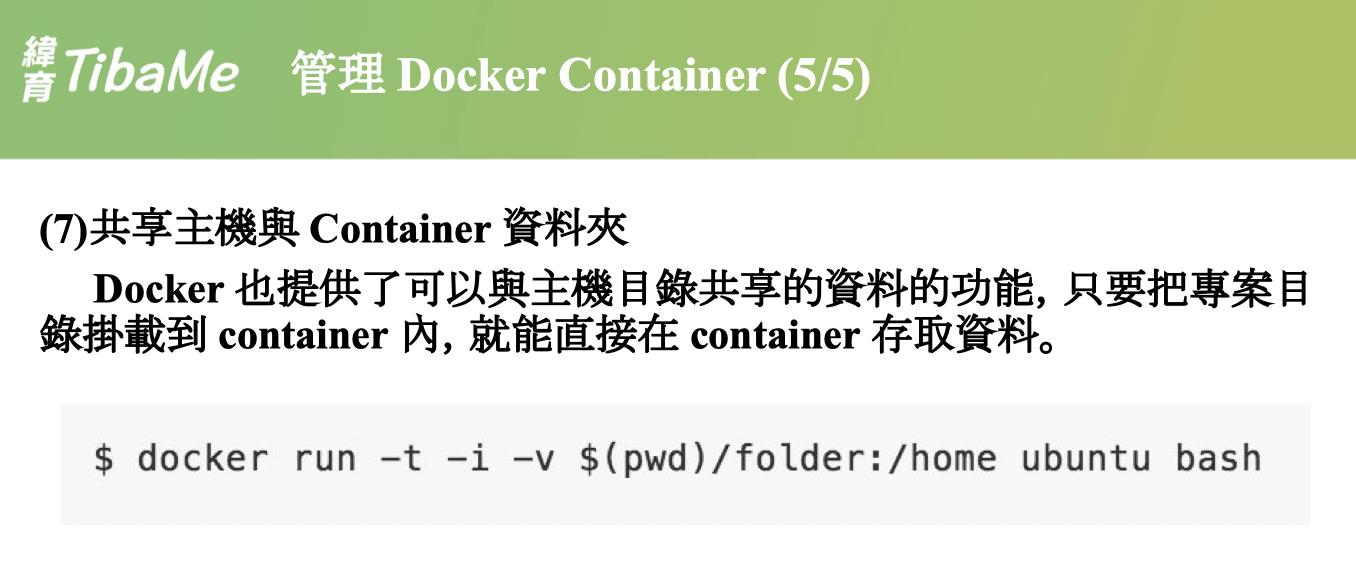 緯育 TibaMe 管理 Docker Container (5/5)
(7)共享主機與 Container 資料夾
Docker 也提供了可以與主機目錄共享的資料的功能, 只要把專案目
錄掛載到 container 內, 就能直接在 container 存取資料。
$ docker run -t -i -v $(pwd)/folder:/home ubuntu bash